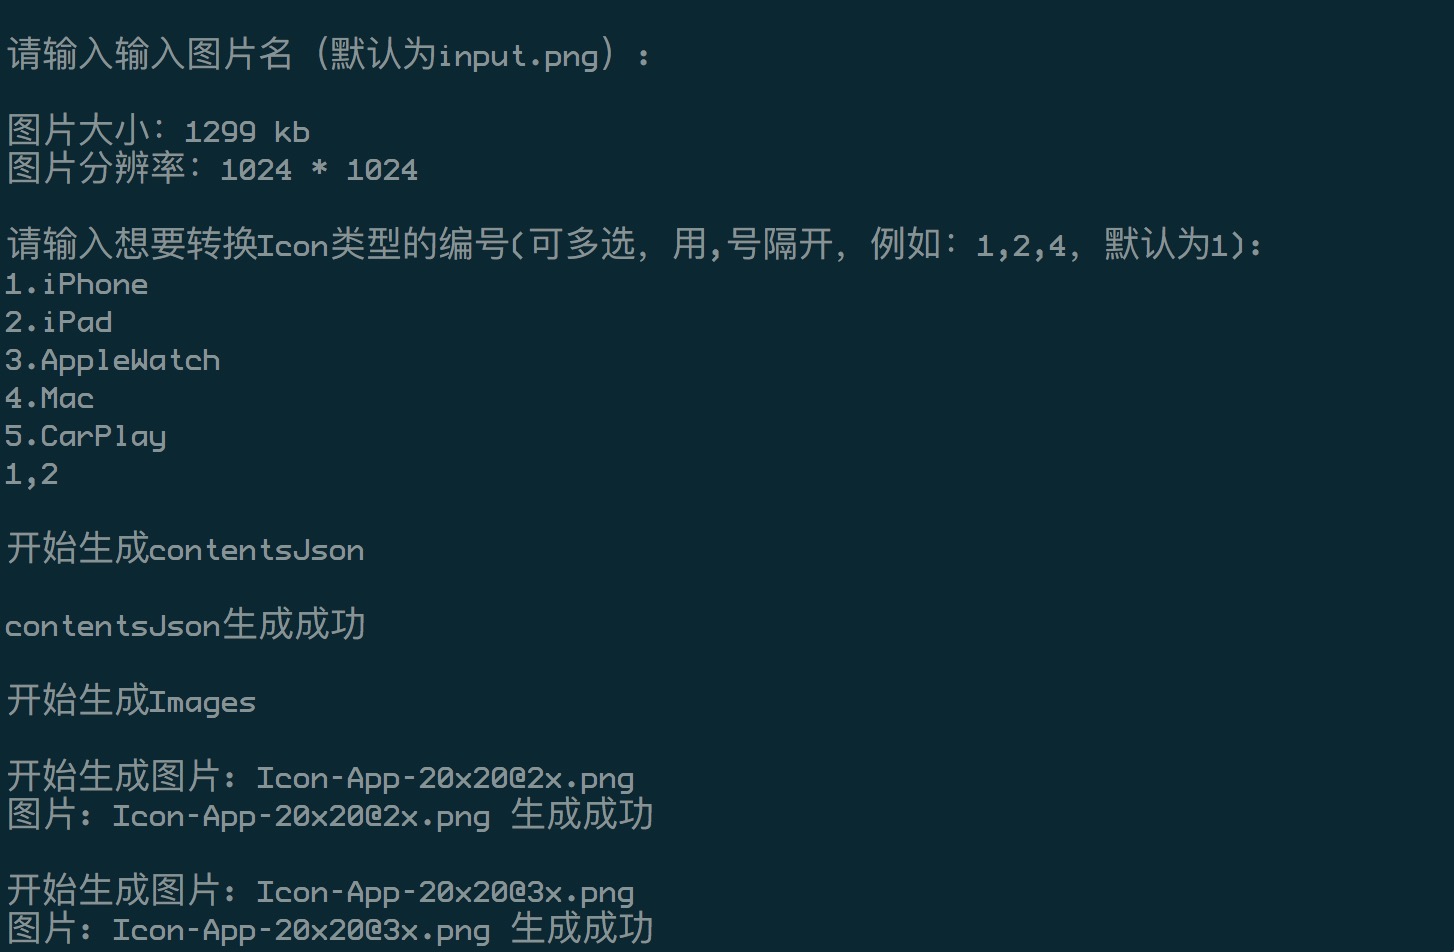 请输入输入图片名（默认为input.png）:
图片大小: 1299 kb
图片分辨率: 1024 * 1024
请输入想要转换Icon类型的编号(可多选，用,号隔开，例如: 1,2,4，默认为1):
1.iPhone
2.iPad
3.AppleWatch
4.Mac
5.CarPlay
1,2
开始生成contentsJson
contentsJson生成成功
开始生成Images
开始生成图片: Icon-App-20x20@2x.png
图片: Icon-App-20x20@2x.png 生成成功
开始生成图片: Icon-App-20x20@3x.png
图片: Icon-App-20x20@3x.png 生成成功